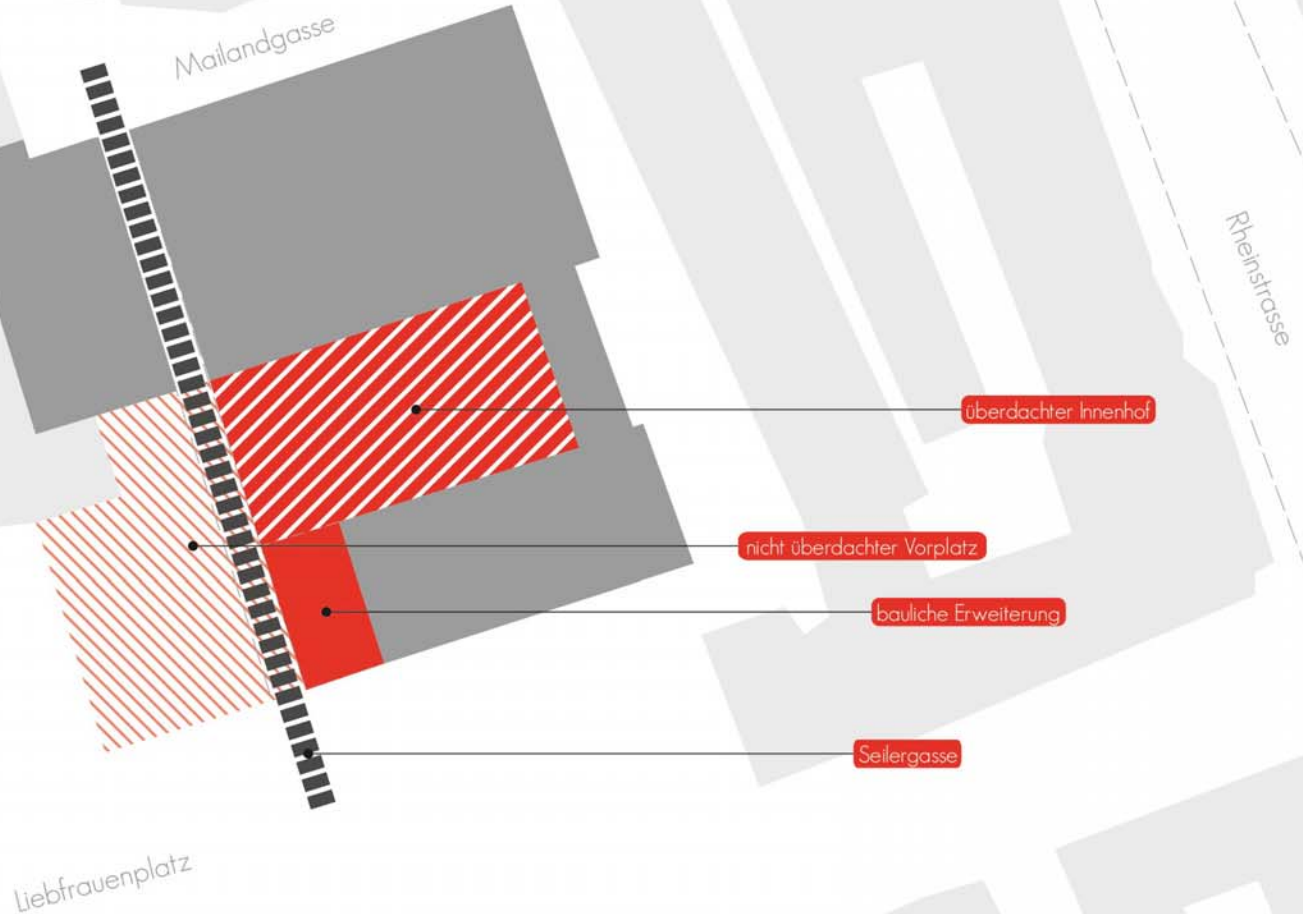 Mailandgasse
Rheinstrasse
überdachter Innenhof
nicht überdachter Vorplatz
bauliche Erweiterung
Seilergasse
Liebfrauenplatz